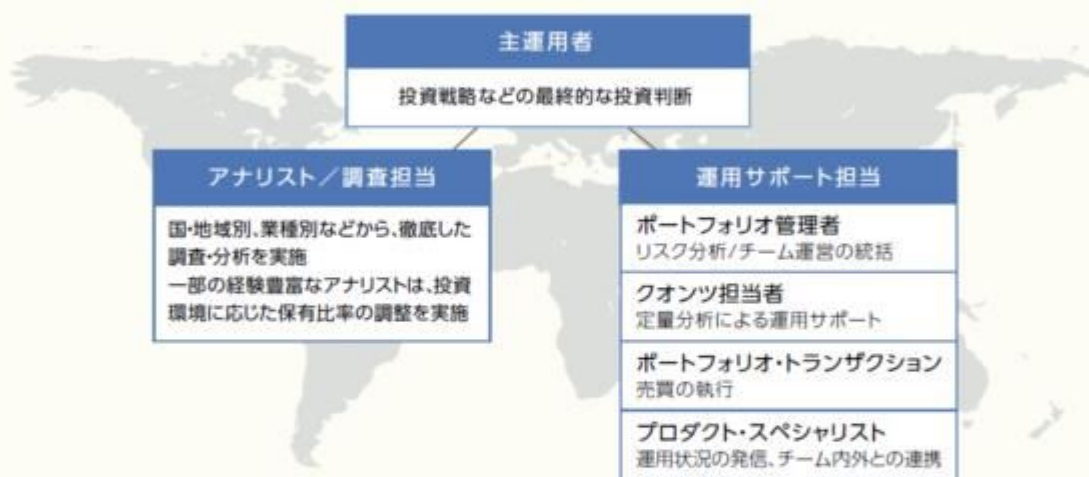 主運用者
投資戦略などの最終的な投資判断
アナリスト／調査担当
国・地域別、業種別などから、徹底した
調査・分析を実施
一部の経験豊富なアナリストは、投資
環境に応じた保有比率の調整を実施
運用サポート担当
ポートフォリオ管理者
リスク分析/チーム運営の統括
クオンツ担当者
定量分析による運用サポート
ポートフォリオ・トランザクション
売買の執行
プロダクト・スペシャリスト
運用状況の発信、チーム内外との連携